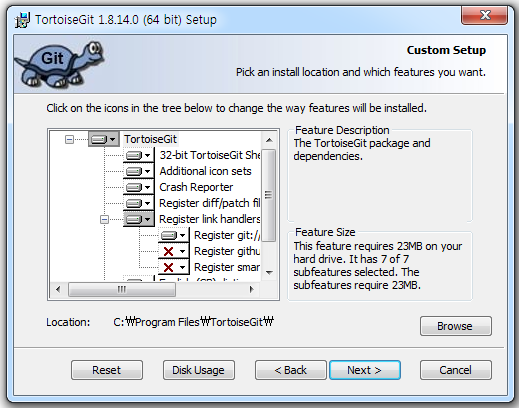 TortoiseGit 1.8.14.0 (64 bit) Setup
Git
Custom Setup
Pick an install location and which features you want.
Click on the icons in the tree below to change the way features will be installed.
TortoiseGit
32-bit TortoiseGit She
Additional icon sets
Crash Reporter
Register diff/patch fil
Register link handlers
Register git://
Register githu
Register smar
Feature Description
The TortoiseGit package and
dependencies.
Feature Size
This feature requires 23MB on your
hard drive. It has 7 of 7
subfeatures selected. The
subfeatures require 23MB.
Location: C:₩Program Files₩TortoiseGit₩
Browse
Reset Disk Usage < Back Next > Cancel